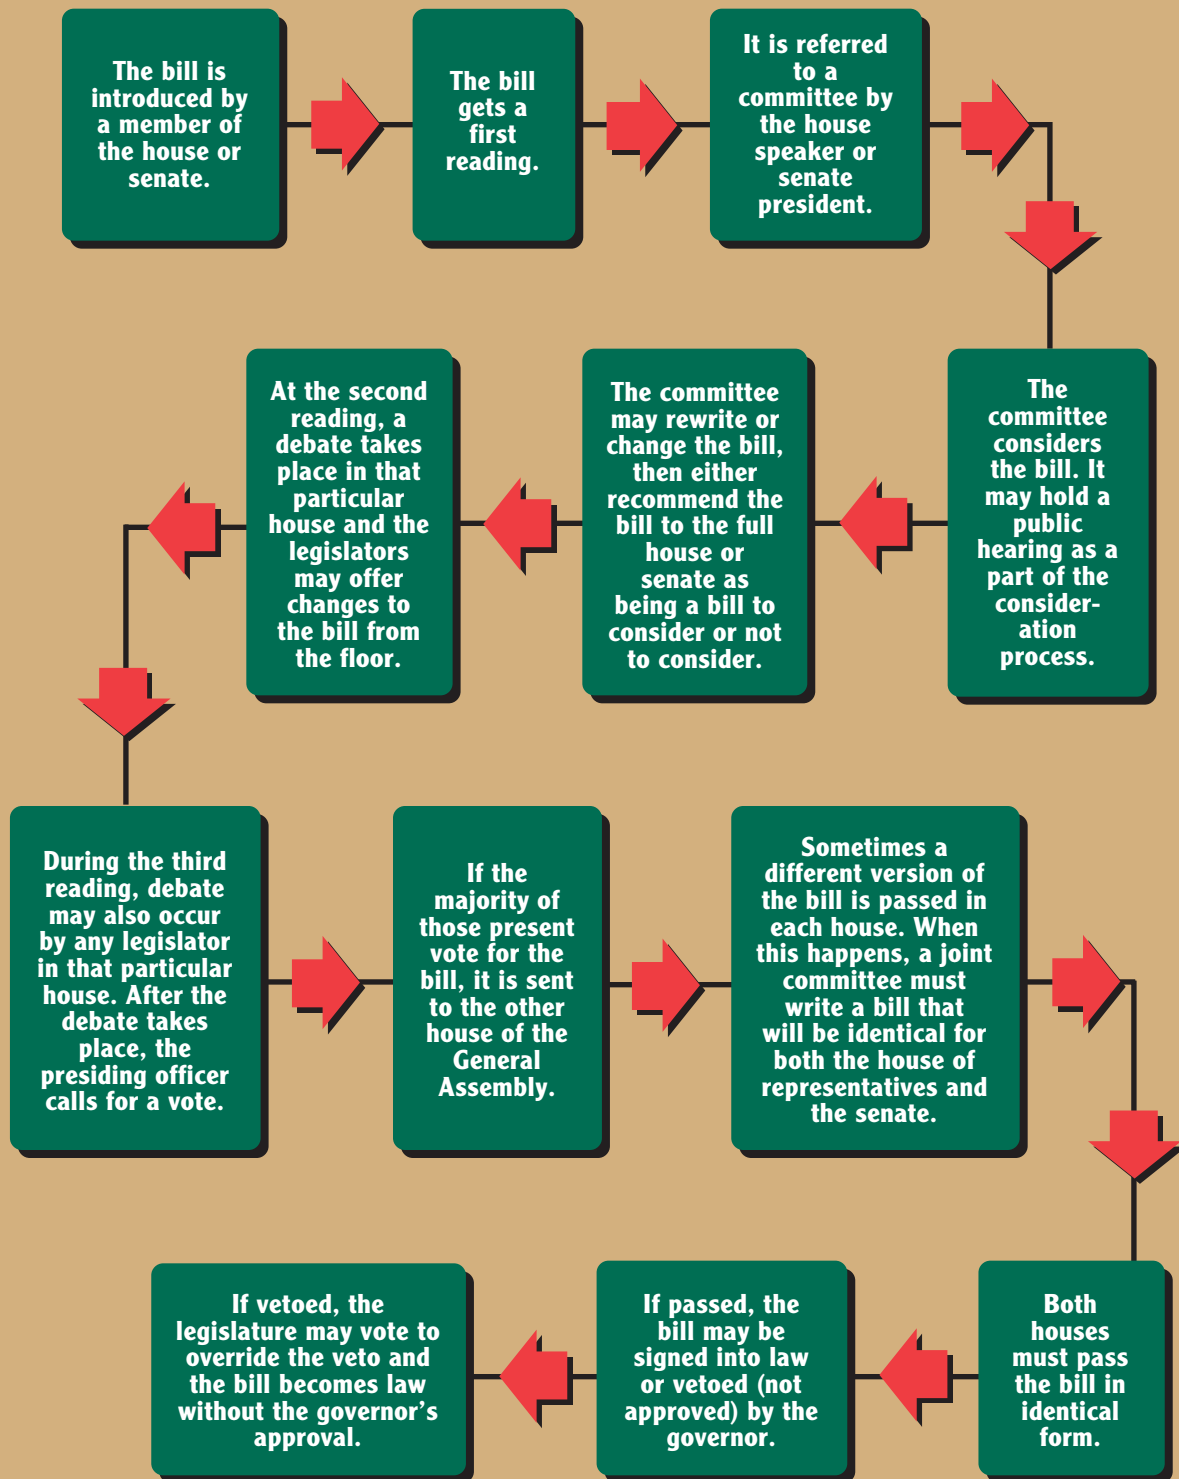 The bill is
introduced by
a member of
the house or
senate.
The bill
gets a
first
reading.
It is referred
to a
committee by
the house
speaker or
senate
president.
The
committee
considers
the bill. It
may hold a
public
hearing as a
part of the
consider-
ation
process.
The committee
may rewrite or
change the bill,
then either
recommend the
bill to the full
house or
senate as
being a bill to
consider or not
to consider.
At the second
reading, a
debate takes
place in that
particular
house and the
legislators
may offer
changes to
the bill from
the floor.
During the third
reading, debate
may also occur
by any legislator
in that particular
house. After the
debate takes
place, the
presiding officer
calls for a vote.
If the
majority of
those present
vote for the
bill, it is sent
to the other
house of the
General
Assembly.
Sometimes a
different version of
the bill is passed in
each house. When
this happens, a joint
committee must
write a bill that
will be identical for
both the house of
representatives and
the senate.
Both
houses
must pass
the bill in
identical
form.
If passed, the
bill may be
signed into law
or vetoed (not
approved) by the
governor.
If vetoed, the
legislature may vote to
override the veto and
the bill becomes law
without the governor’s
approval.